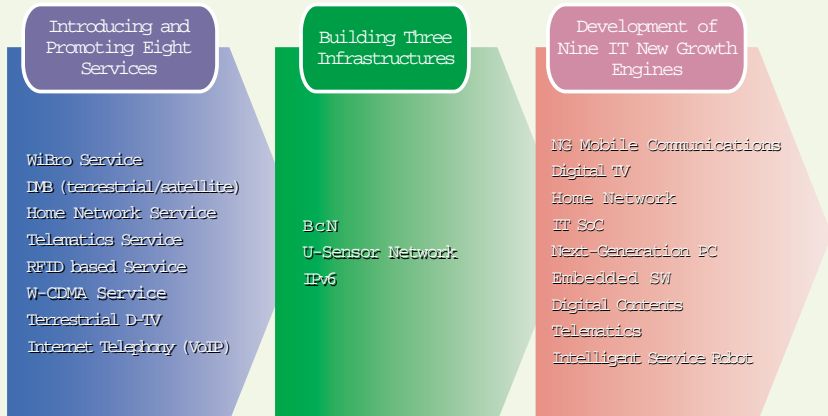 Introducing and
Promoting Eight
Services
WiBro Service
DMB (terrestrial/satellite)
Home Network Service
Telematics Service
RFID based Service
W-CDMA Service
Terrestrial D-TV
Internet Telephony (VoIP)
Building Three
Infrastructures
BcN
U-Sensor Network
IPv6
Development of
Nine IT New Growth
Engines
NG Mobile Communications
Digital TV
Home Network
IT SoC
Next-Generation PC
Embedded SW
Digital Contents
Telematics
Intelligent Service Robot